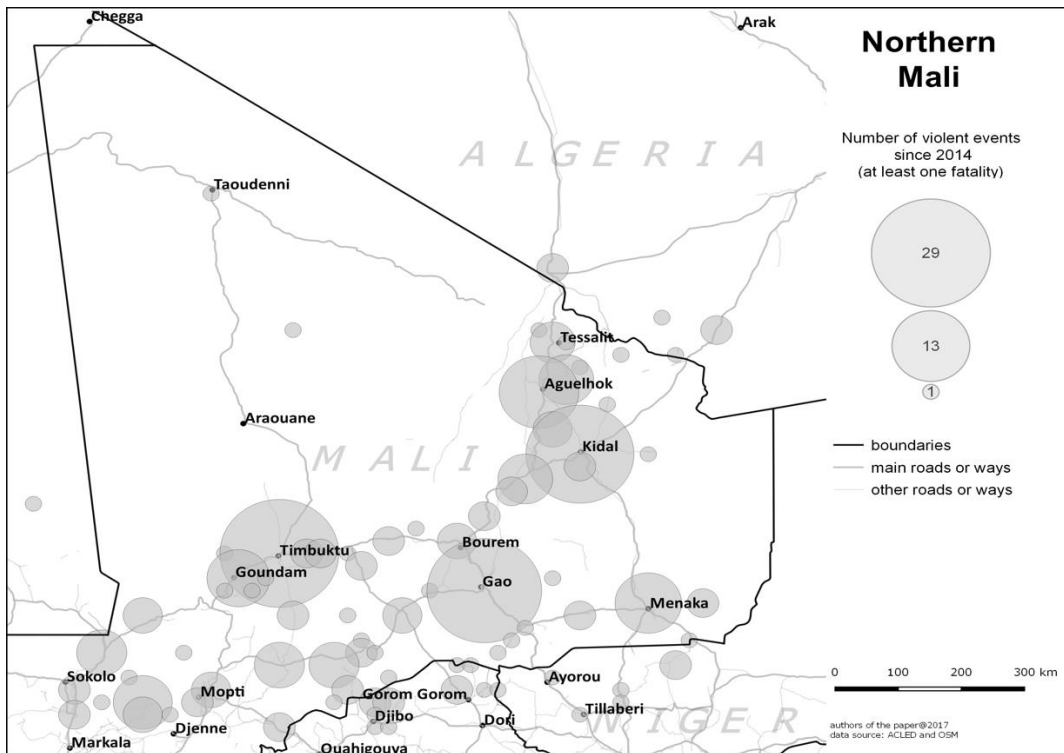 Chegga
Arak
Northern
Mali
Number of violent events
since 2014
(at least one fatality)
ALGERIA
Taoudenni
29
Tessalit
13
Aguelhok
1
Araouane
MALI
Kidal
boundaries
main roads or ways
other roads or ways
Timbuktu
Bourem
Goundam
Gao
Menaka
Sokolo
Mopti
Gorom Gorom
Ayorou
0 100 200 300 km
Djibo
Tillaberi
NIGER
Djenne
Dori
Markala
Ouahigouya
authors of the paper@2017
data source: ACLED and OSM